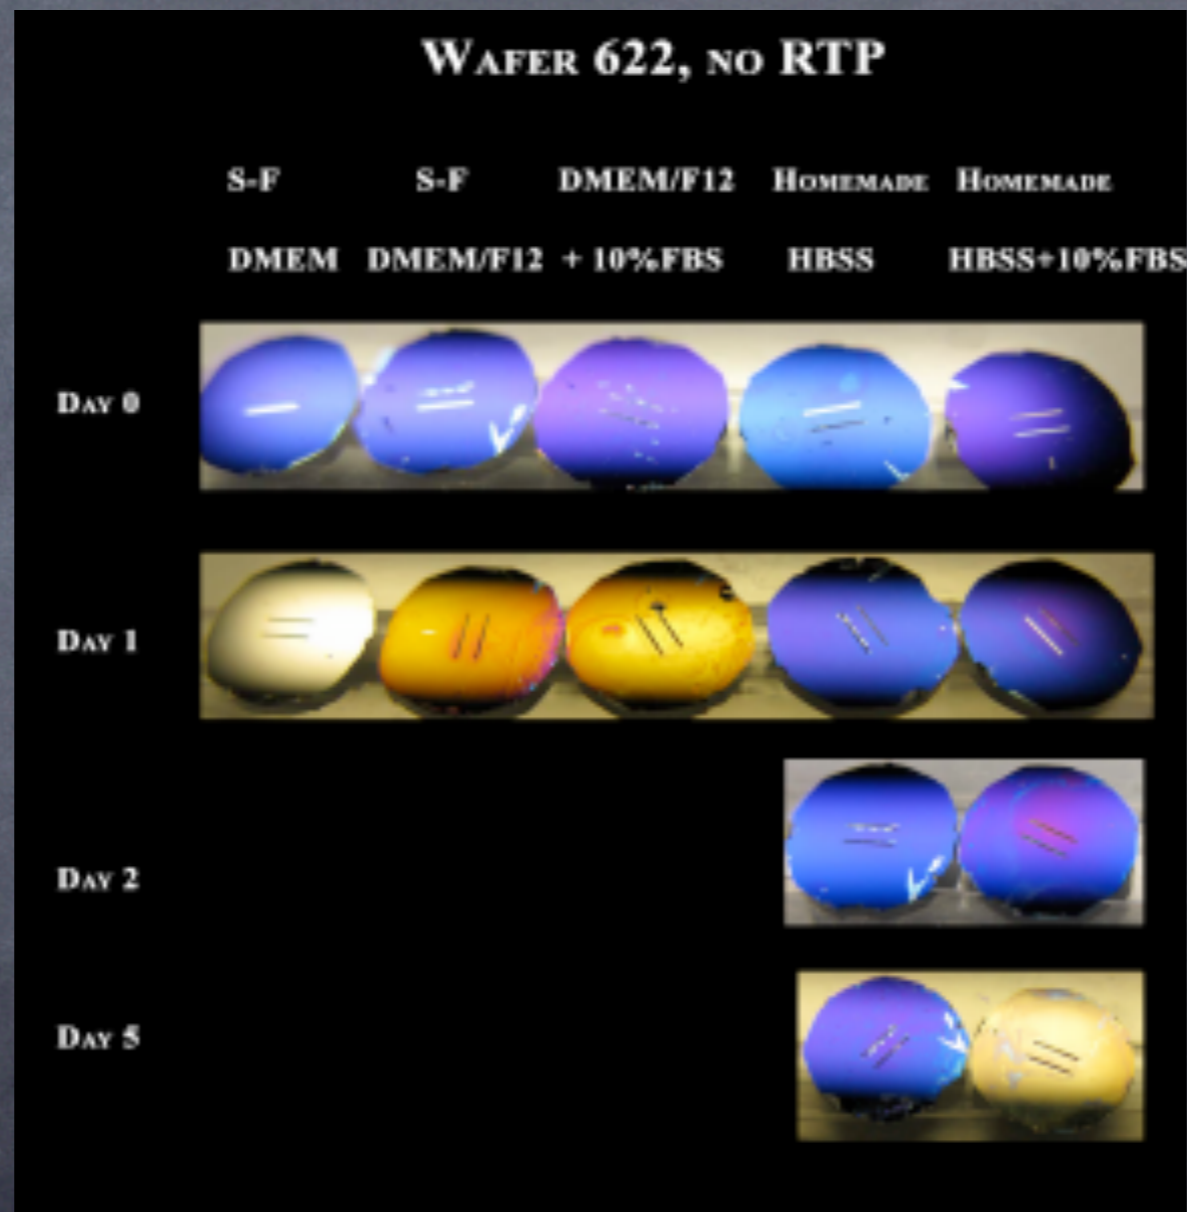 Wafer 622, no RTP
S-F S-F DMEM/F12 Homemade Homemade
DMEM DMEM/F12 + 10%FBS HBSS HBSS+10%FBS
Day 0
Day 1
Day 2
Day 5